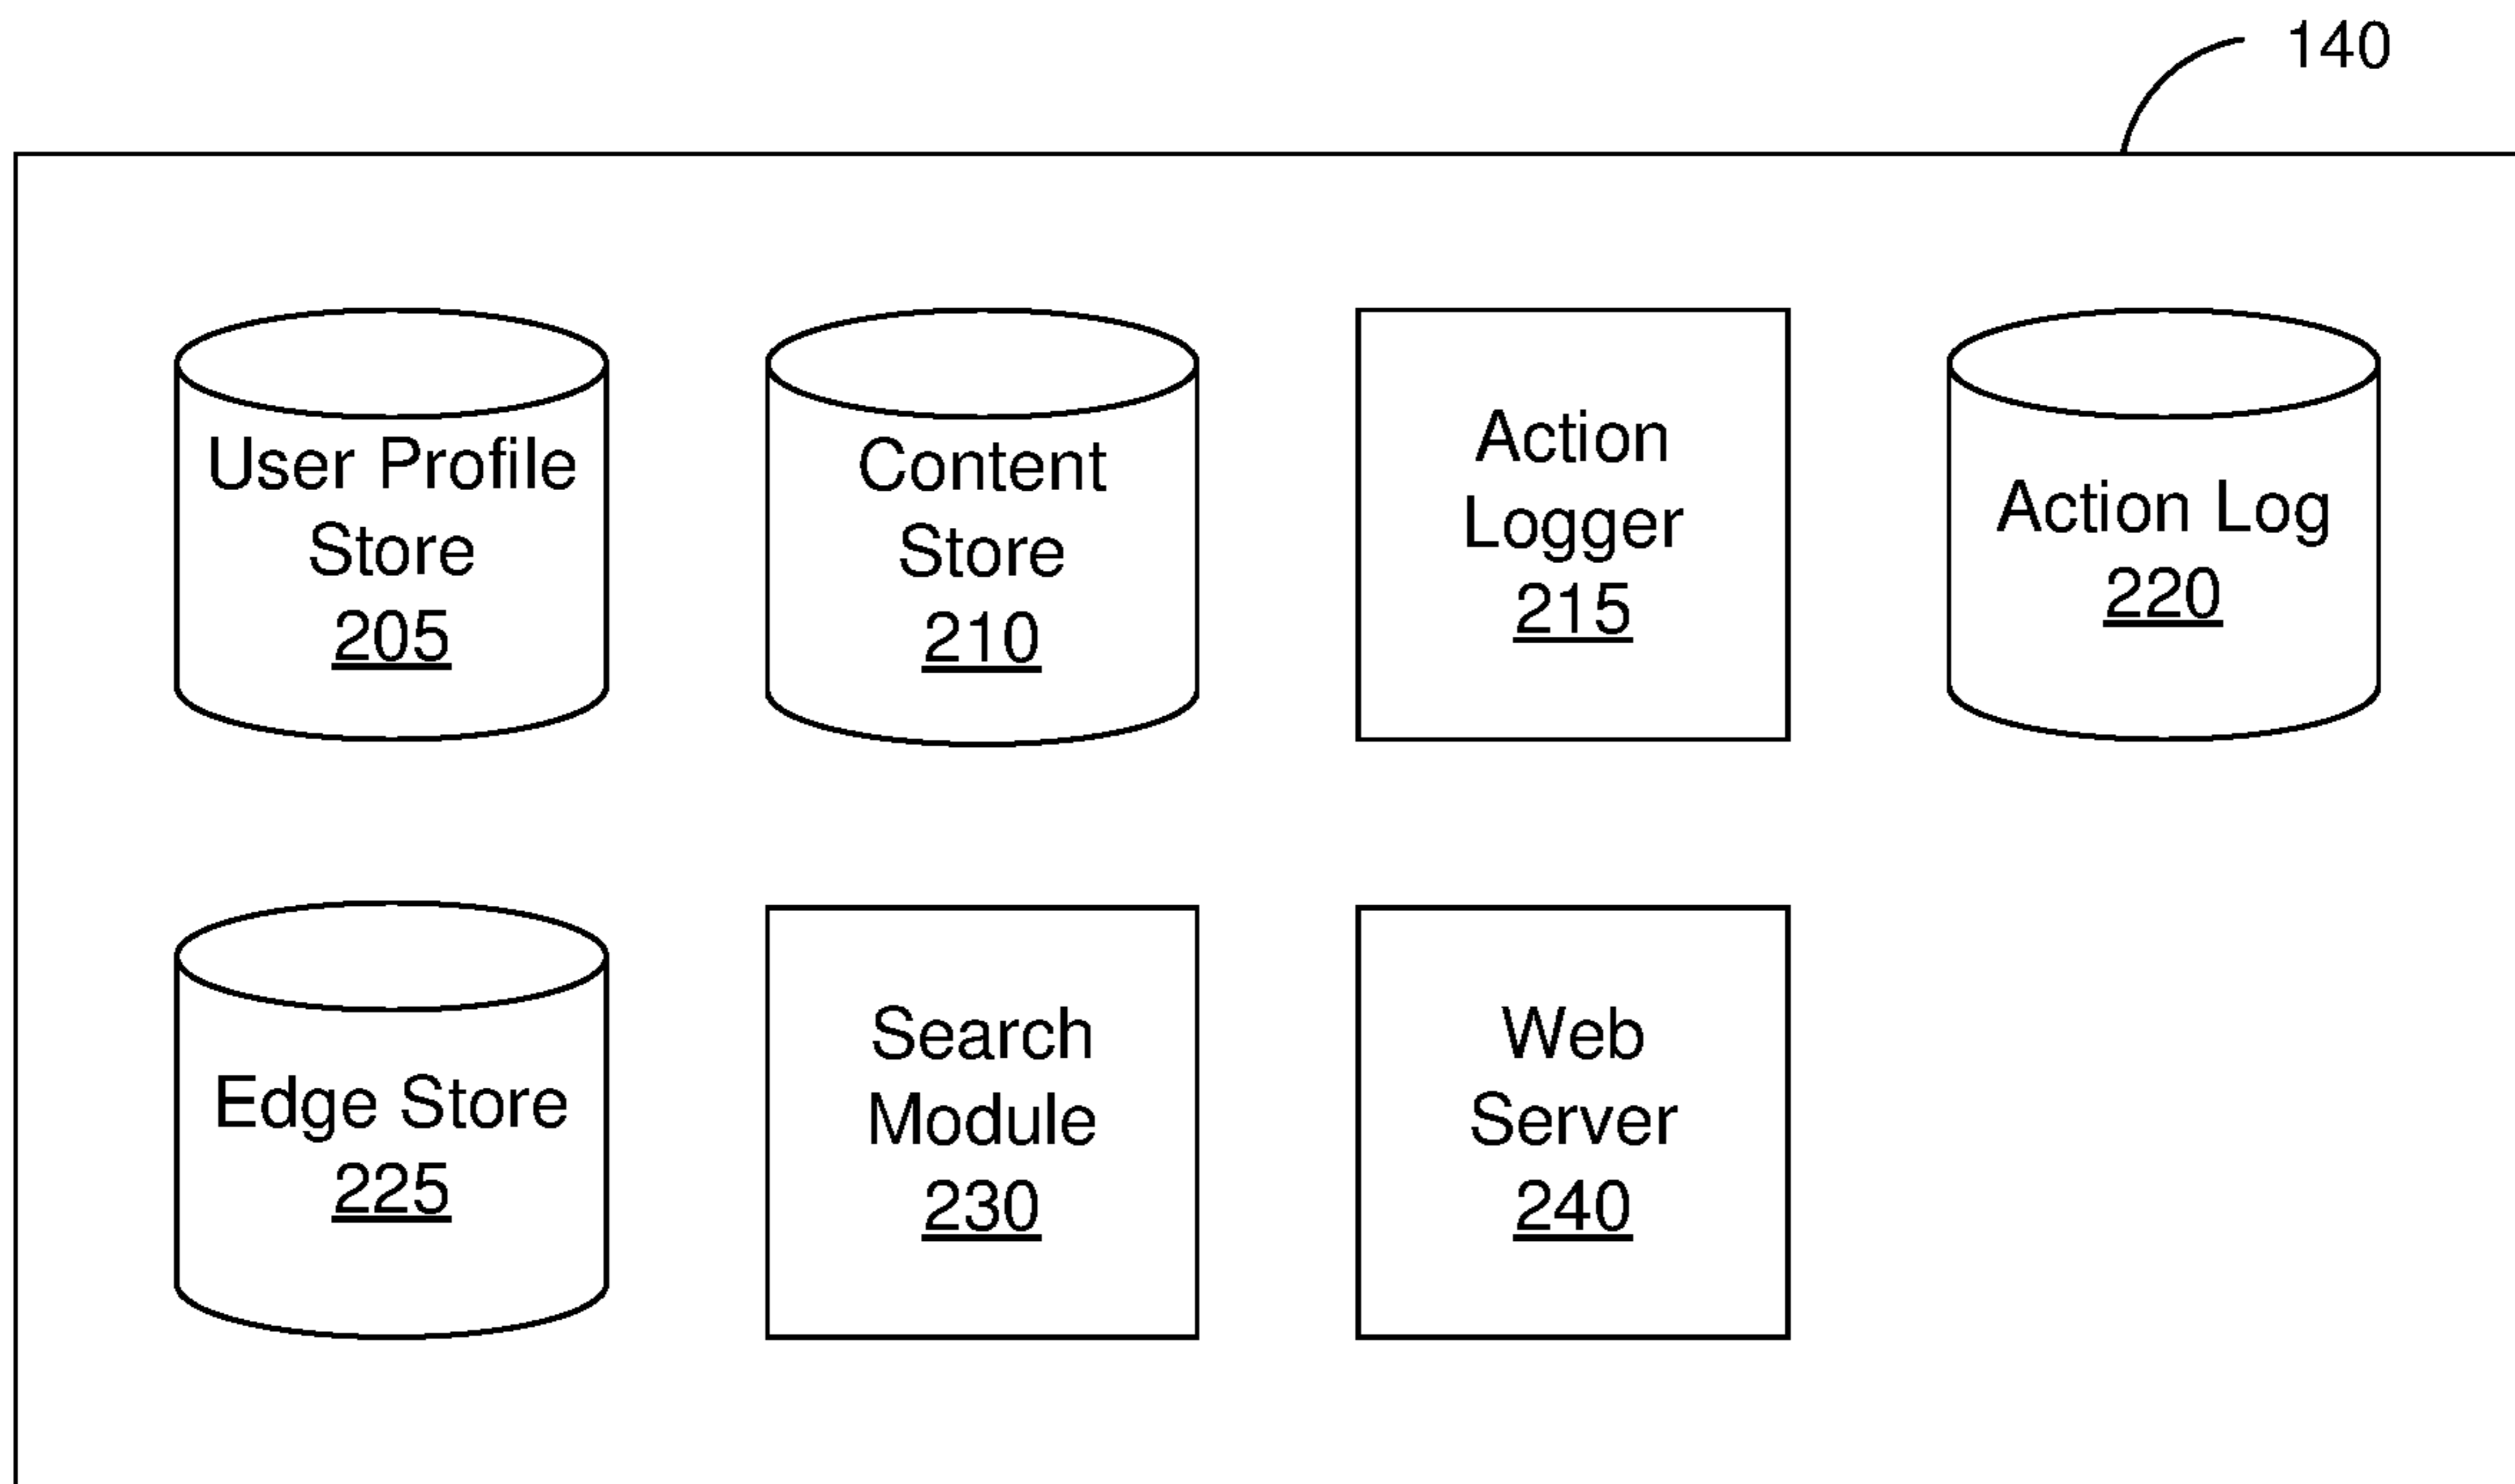 140
User Profile
Store
205
Content
Store
210
Action
Logger
215
Action Log
220
Edge Store
225
Search
Module
230
Web
Server
240